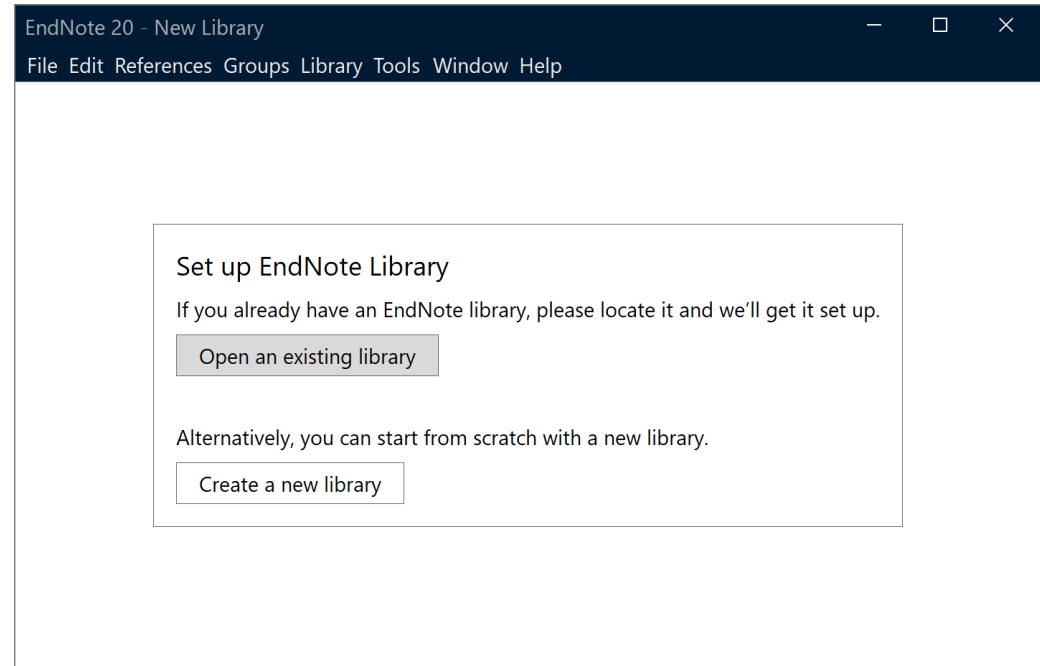 EndNote 20 - New Library
File Edit References Groups Library Tools Window Help
Set up EndNote Library
If you already have an EndNote library, please locate it and we’ll get it set up.
Open an existing library
Alternatively, you can start from scratch with a new library.
Create a new library